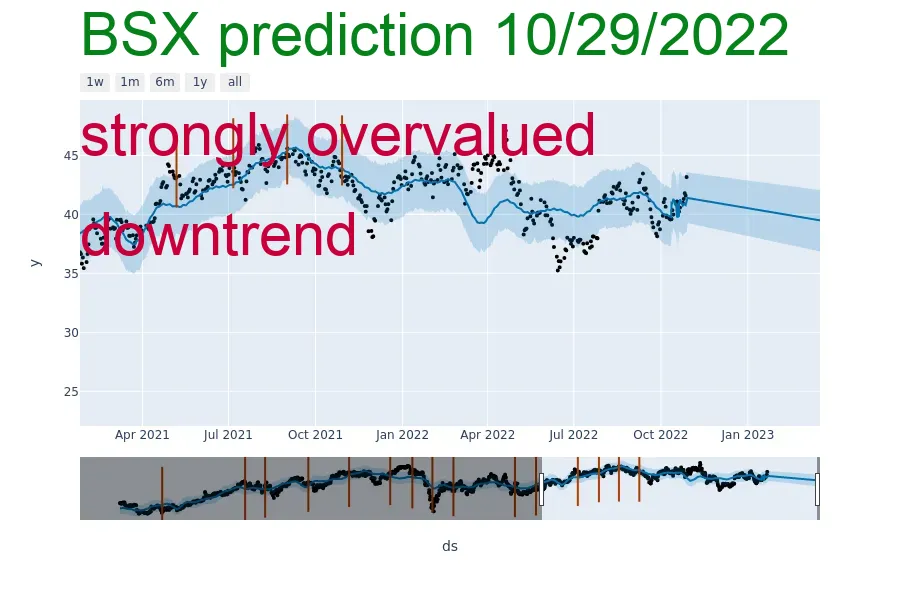 BSX prediction 10/29/2022
1w 1m 6m 1y all
strongly overvalued
downtrend
45
40
35
30
25
y
Apr 2021 Jul 2021 Oct 2021 Jan 2022 Apr 2022 Jul 2022 Oct 2022 Jan 2023
ds